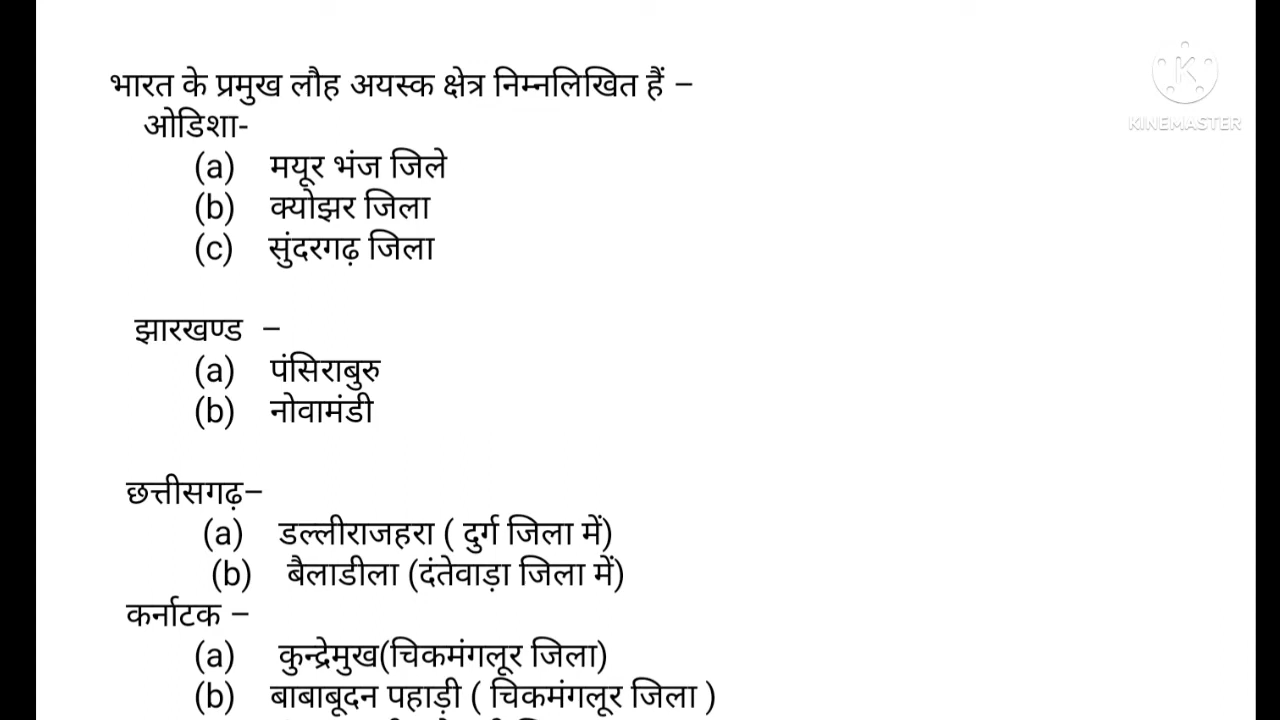 भारत के प्रमुख लौह अयस्क क्षेत्र निम्नलिखित हैं –
ओडिशा-
(a) मयूर भंज जिले
(b) क्योझर जिला
(c) सुंदरगढ़ जिला
झारखण्ड –
(a) पंसिराबुरु
(b) नोवामंडी
छत्तीसगढ़–
(a) डल्लीराजहरा ( दुर्ग जिला में)
(b) बैलाडीला (दंतेवाड़ा जिला में)
कर्नाटक –
(a) कुन्द्रेमुख(चिकमंगलूर जिला)
(b) बाबाबूदन पहाड़ी ( चिकमंगलूर जिला )
KINEMASTER